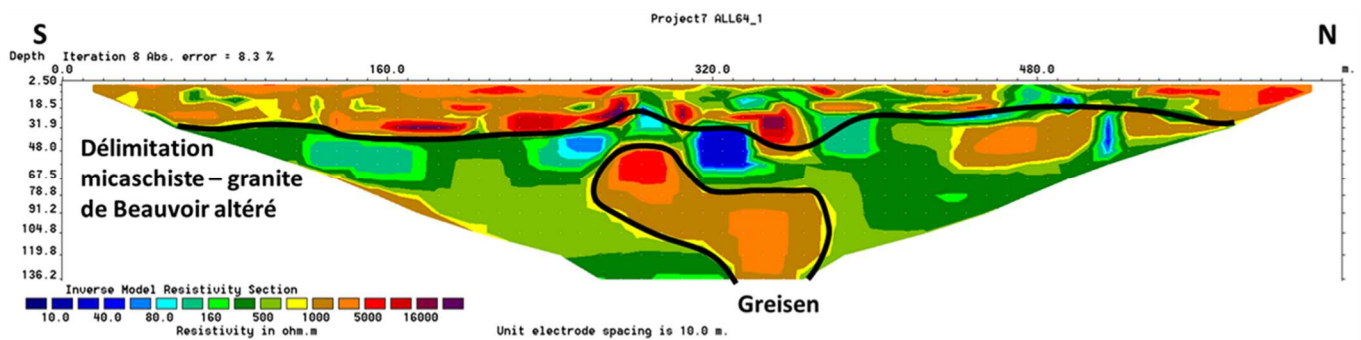 Project7 ALL64_1
S
N
Depth Iteration 8 Abs. error = 8.3 %
0.0 160.0 320.0 480.0 m.
2.50
18.5
31.9
48.0
67.5
78.8
91.2
104.8
119.8
136.2
Délimitation
micaschiste – granite
de Beauvoir altéré
Greisen
Inverse Model Resistivity Section
10.0 40.0 80.0 160 500 1000 5000 16000
Resistivity in ohm.m
Unit electrode spacing is 10.0 m.